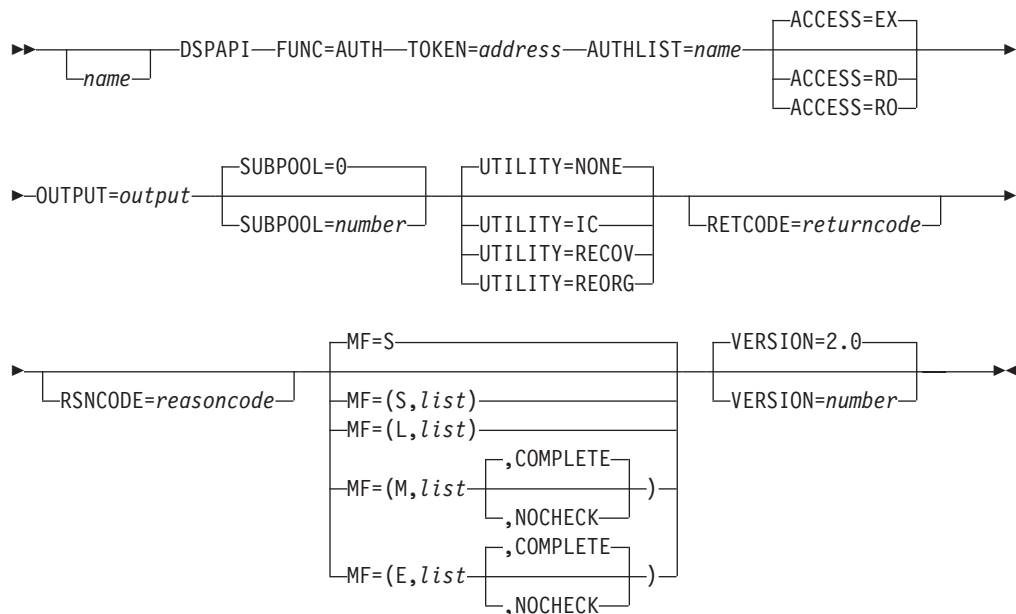 ACCESS=EX
DSPAPI FUNC=AUTH TOKEN=address AUTHLIST=name
name
ACCESS=RD
ACCESS=RO
SUBPOOL=0
UTILITY=NONE
OUTPUT=output
SUBPOOL=number
UTILITY=IC
RETCODE=returncode
UTILITY=RECOV
UTILITY=REORG
MF=S
VERSION=2.0
RSNCODE=reasoncode
MF=(S,list)
VERSION=number
MF=(L,list)
,COMPLETE
MF=(M,list )
,NOCHECK
,COMPLETE
MF=(E,list )
,NOCHECK